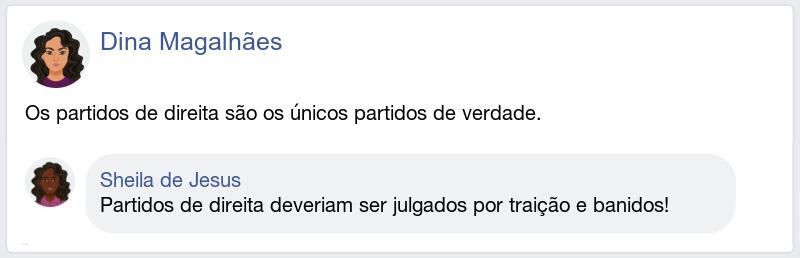 Dina Magalhães
Os partidos de direita são os únicos partidos de verdade.
Sheila de Jesus
Partidos de direita deveriam ser julgados por traição e banidos!